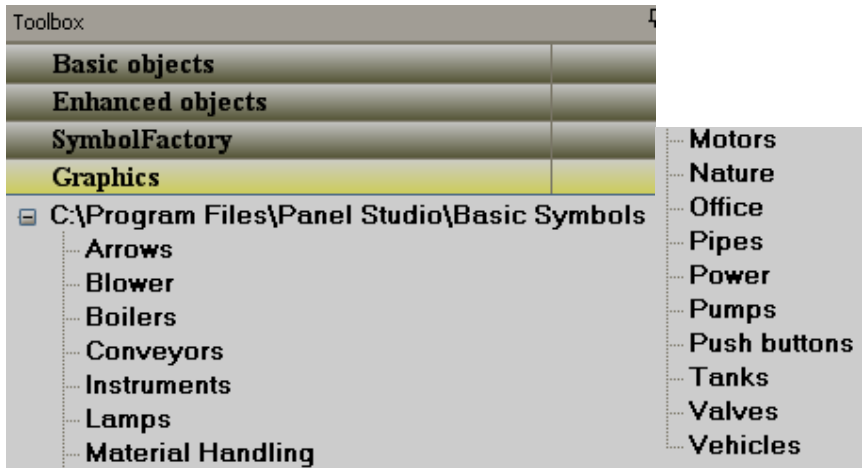 Toolbox
Basic objects
Enhanced objects
SymbolFactory
Graphics
C:\Program Files\Panel Studio\Basic Symbols
Arrows
Blower
Boilers
Conveyors
Instruments
Lamps
Material Handling
Motors
Nature
Office
Pipes
Power
Pumps
Push buttons
Tanks
Valves
Vehicles